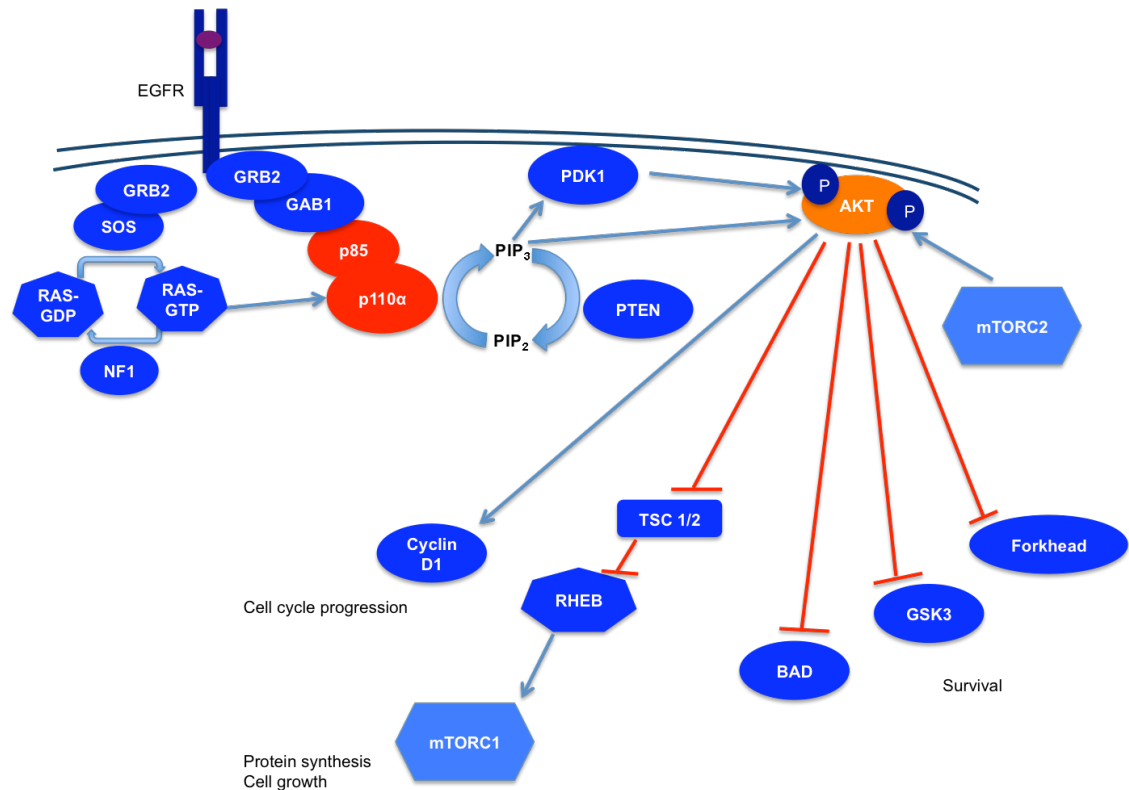 EGFR
GRB2
SOS
GRB2
GAB1
p85
p110α
RAS-
GDP
RAS-
GTP
NF1
PIP₃
PIP₂
PTEN
PDK1
P
AKT
P
mTORC2
Cyclin
D1
Cell cycle progression
TSC 1/2
RHEB
mTORC1
Protein synthesis
Cell growth
BAD
GSK3
Forkhead
Survival